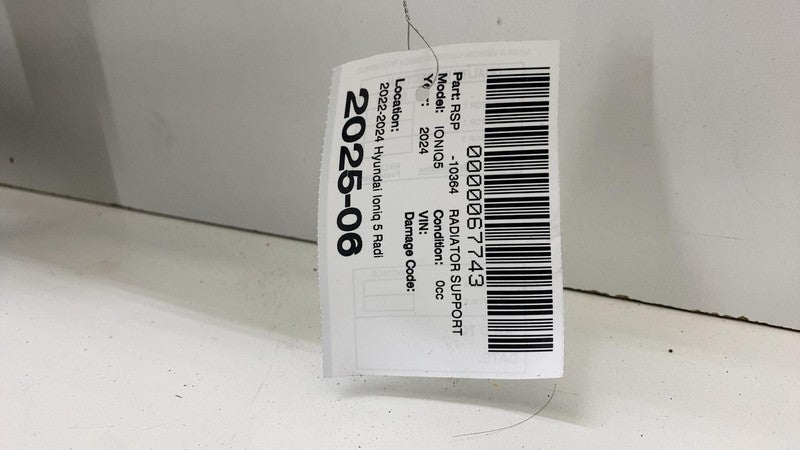 0000067743
Part: RSP -10364 RADIATOR SUPPORT
Model: IONIQ5 Condition: 0cc
2024 VIN:
Damage Code:
Location:
2022-2024 Hyundai Ioniq 5 Radi
2025-06